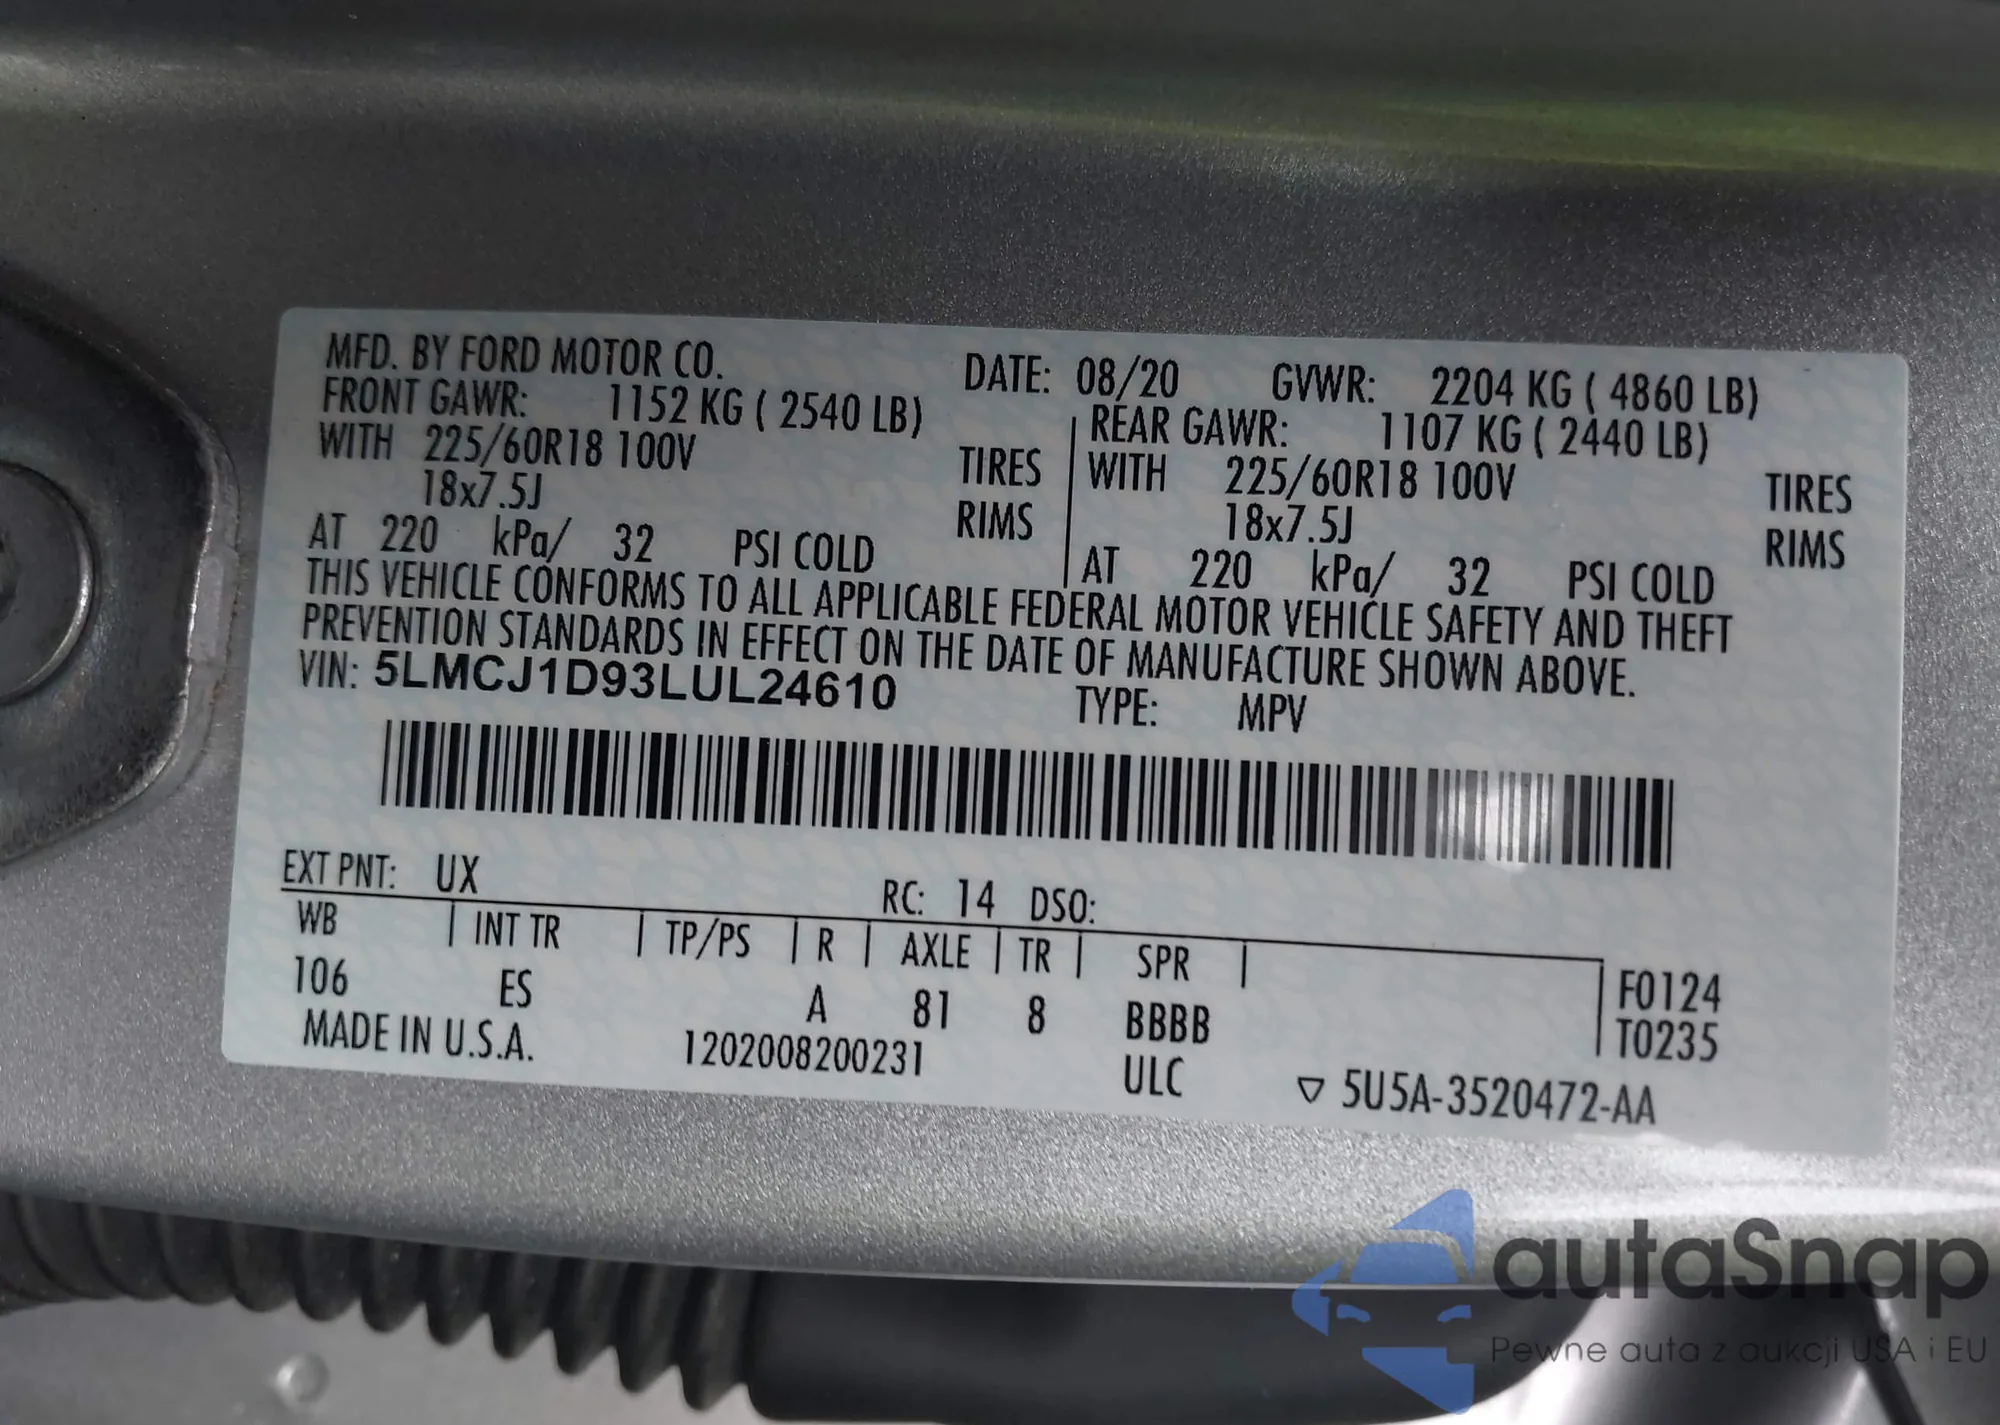 MFD. BY FORD MOTOR CO. DATE: 08/20 GVWR: 2204 KG ( 4860 LB)
FRONT GAWR: 1152 KG ( 2540 LB) REAR GAWR: 1107 KG ( 2440 LB)
WITH 225/60R18 100V TIRES WITH 225/60R18 100V TIRES
18x7.5J RIMS 18x7.5J RIMS
AT 220 kPa/ 32 PSI COLD AT 220 kPa/ 32 PSI COLD
THIS VEHICLE CONFORMS TO ALL APPLICABLE FEDERAL MOTOR VEHICLE SAFETY AND THEFT
PREVENTION STANDARDS IN EFFECT ON THE DATE OF MANUFACTURE SHOWN ABOVE.
VIN: 5LMCJ1D93LUL24610 TYPE: MPV
EXT PNT: UX RC: 14 DSO:
WB INT TR TP/PS R AXLE TR SPR F0124
106 ES A 81 8 BBBB T0235
MADE IN U.S.A. 1202008200231 ULC ▽ 5U5A-3520472-AA
autaSnap
Pewne auta z aukcji USA i EU